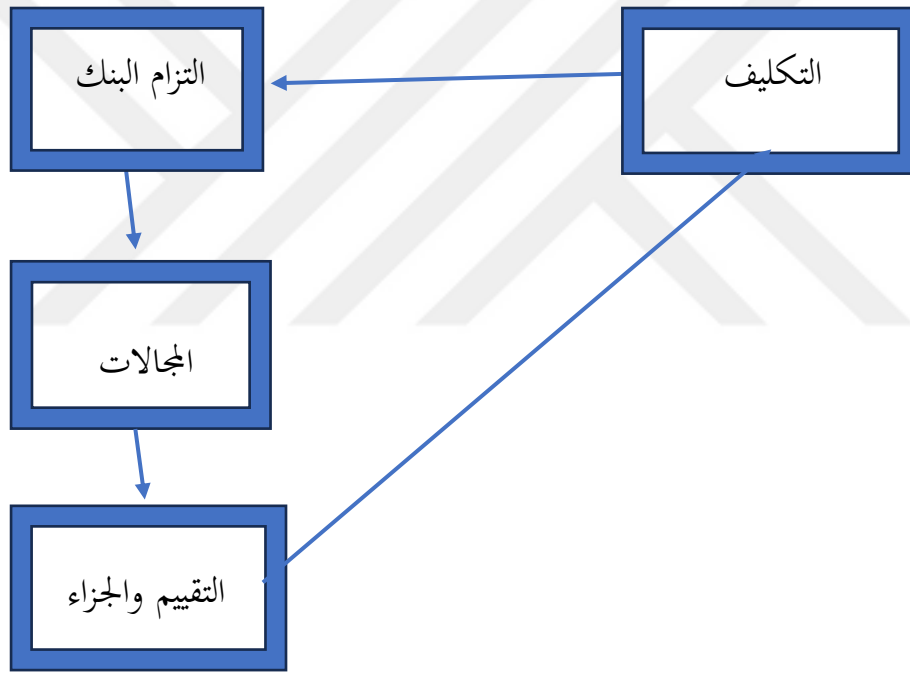 التكليف
التزام البنك
المجالات
التقييم والجزاء